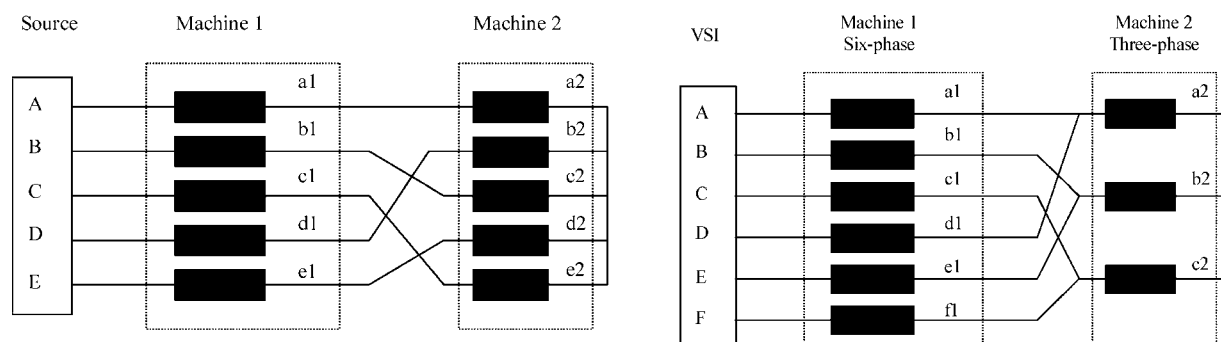 Source
Machine 1
Machine 2
A
B
C
D
E
a1
b1
c1
d1
e1
a2
b2
c2
d2
e2
VSI
Machine 1
Six-phase
Machine 2
Three-phase
A
B
C
D
E
F
a1
b1
c1
d1
e1
f1
a2
b2
c2